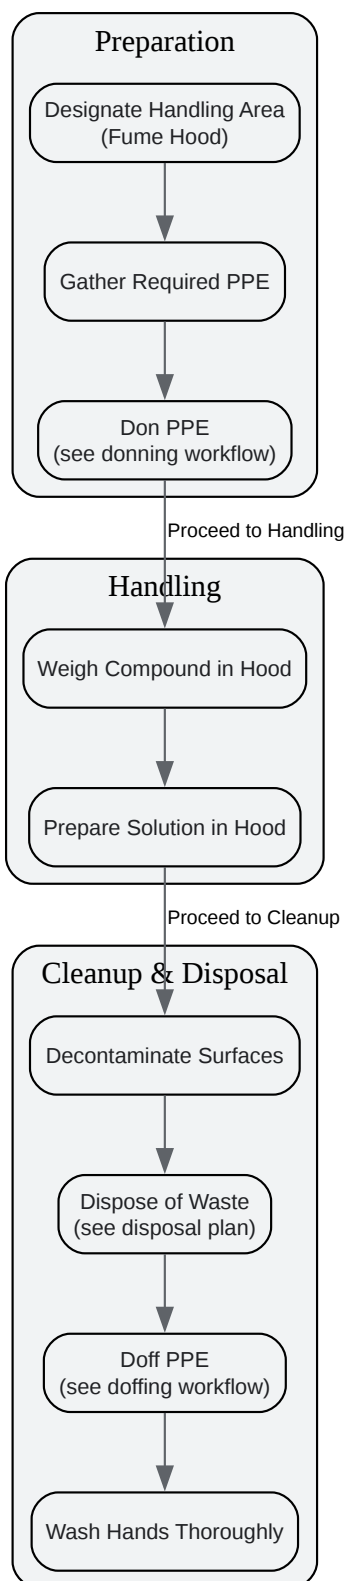 Preparation
Designate Handling Area
(Fume Hood)
Gather Required PPE
Don PPE
(see donning workflow)
Proceed to Handling
Handling
Weigh Compound in Hood
Prepare Solution in Hood
Proceed to Cleanup
Cleanup & Disposal
Decontaminate Surfaces
Dispose of Waste
(see disposal plan)
Doff PPE
(see doffing workflow)
Wash Hands Thoroughly